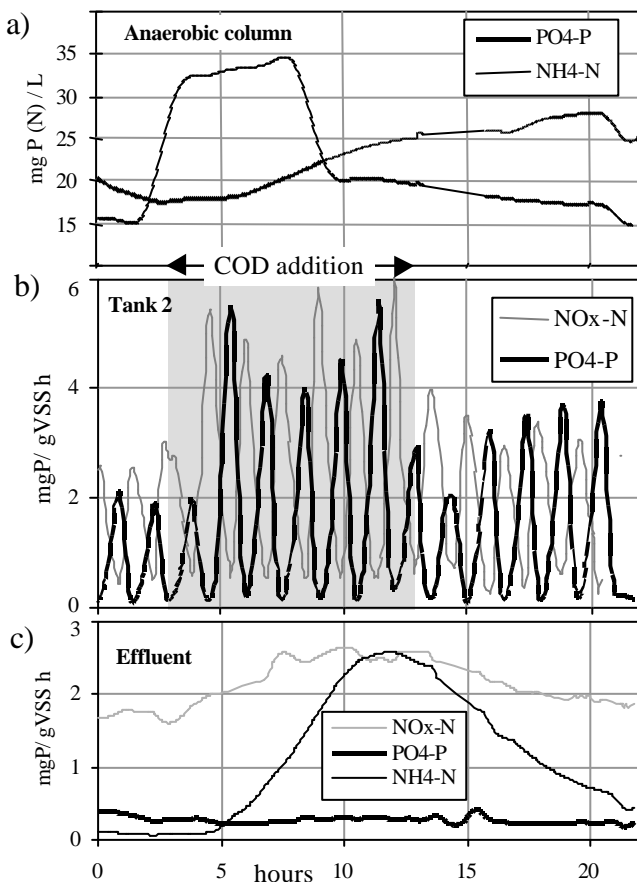 a)
Anaerobic column
PO4-P
NH4-N
mg P (N) / L
35
30
25
20
15
COD addition
b)
Tank 2
NOx-N
PO4-P
mgP/ gVSS h
6
4
2
0
c)
Effluent
NOx-N
PO4-P
NH4-N
mgP/ gVSS h
3
2
1
0
0
5
10
15
20
hours